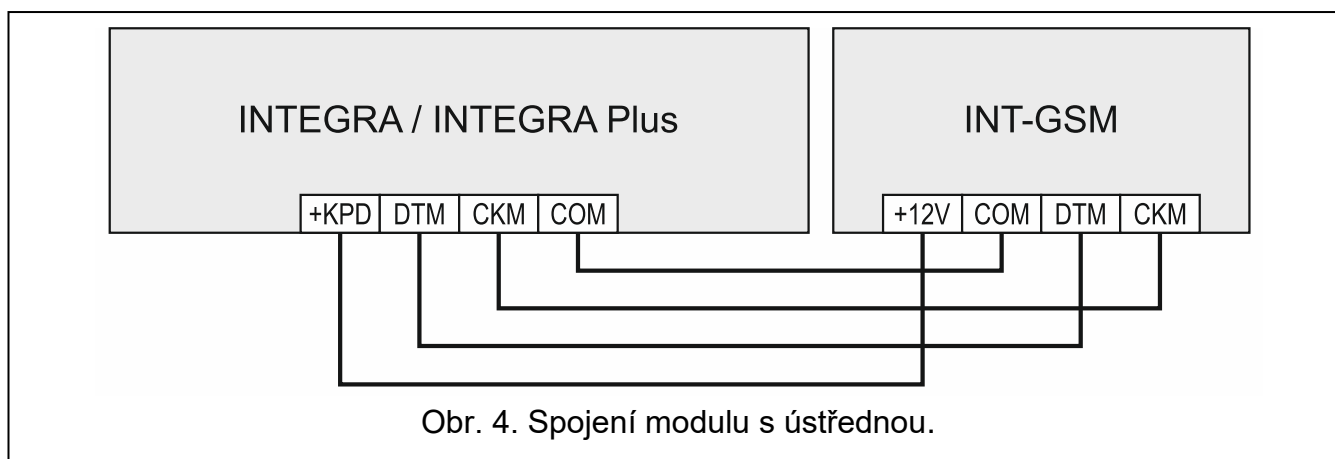 INTEGRA / INTEGRA Plus
+KPD DTM CKM COM
INT-GSM
+12V COM DTM CKM
Obr. 4. Spojení modulu s ústřednou.